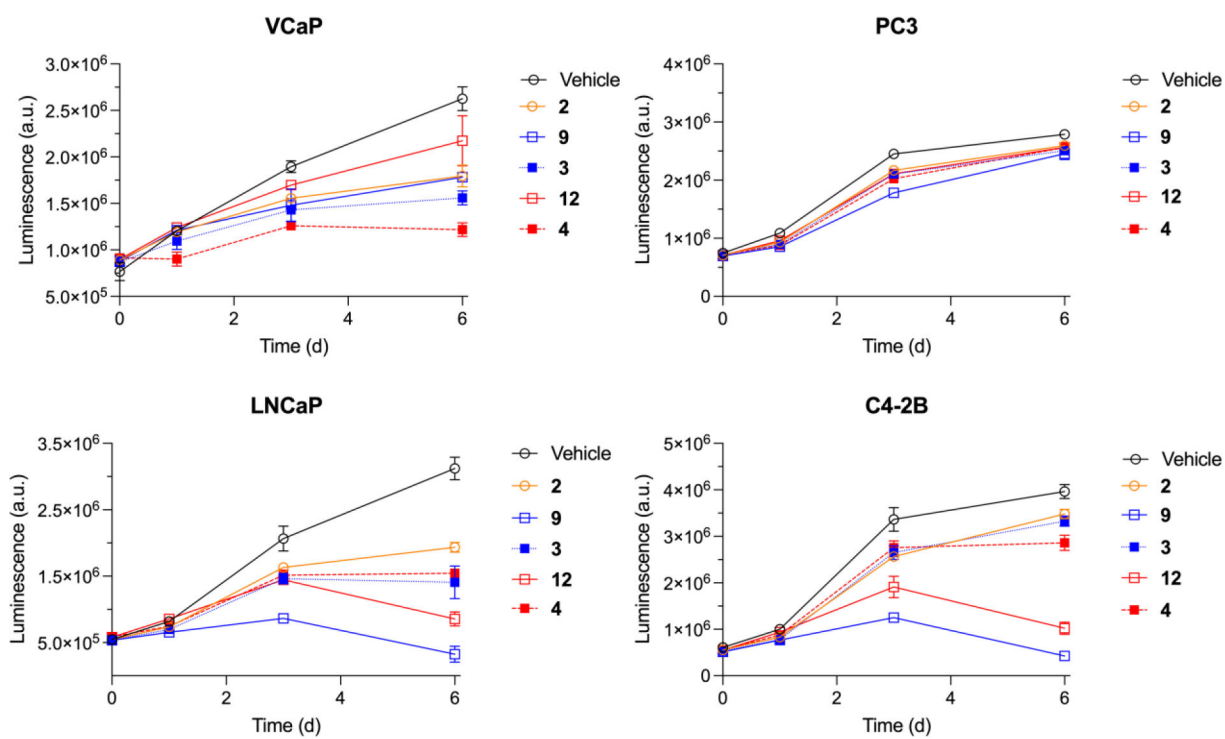 VCaP
Luminescence (a.u.)
3.0×10⁶
2.5×10⁶
2.0×10⁶
1.5×10⁶
1.0×10⁶
5.0×10⁵
0 2 4 6
Time (d)
Vehicle
2
9
3
12
4
PC3
Luminescence (a.u.)
4×10⁶
3×10⁶
2×10⁶
1×10⁶
0
0 2 4 6
Time (d)
Vehicle
2
9
3
12
4
LNCaP
Luminescence (a.u.)
3.5×10⁶
2.5×10⁶
1.5×10⁶
5.0×10⁵
0 2 4 6
Time (d)
Vehicle
2
9
3
12
4
C4-2B
Luminescence (a.u.)
5×10⁶
4×10⁶
3×10⁶
2×10⁶
1×10⁶
0
0 2 4 6
Time (d)
Vehicle
2
9
3
12
4